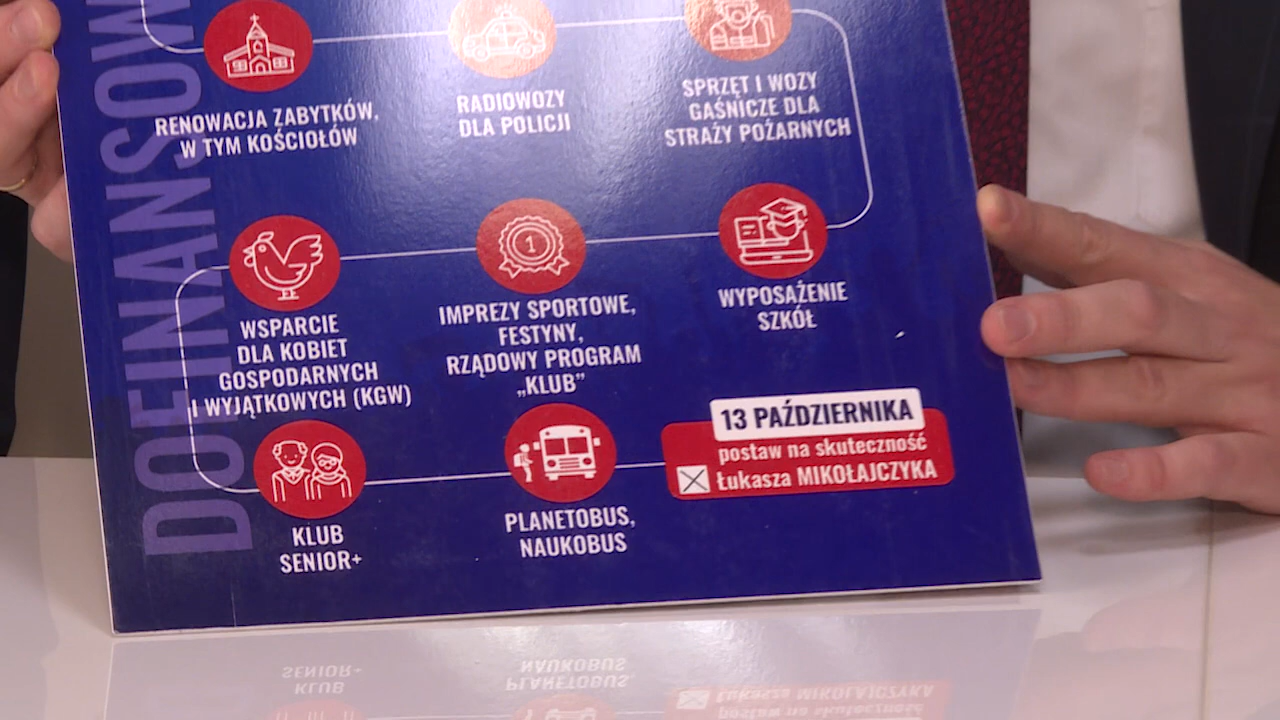 DOFINANSOW
RENOWACJA ZABYTKÓW,
W TYM KOŚCIOŁÓW
RADIOWOZY
DLA POLICJI
SPRZĘT I WOZY
GAŚNICZE DLA
STRAŻY POŻARNYCH
WSPARCIE
DLA KOBIET
GOSPODARNYCH
I WYJĄTKOWYCH (KGW)
1
IMPREZY SPORTOWE,
FESTYNY,
RZĄDOWY PROGRAM
„KLUB”
WYPOSAŻENIE
SZKÓŁ
KLUB
SENIOR+
PLANETOBUS,
NAUKOBUS
13 PAŹDZIERNIKA
postaw na skuteczność
Łukasza MIKOŁAJCZYKA